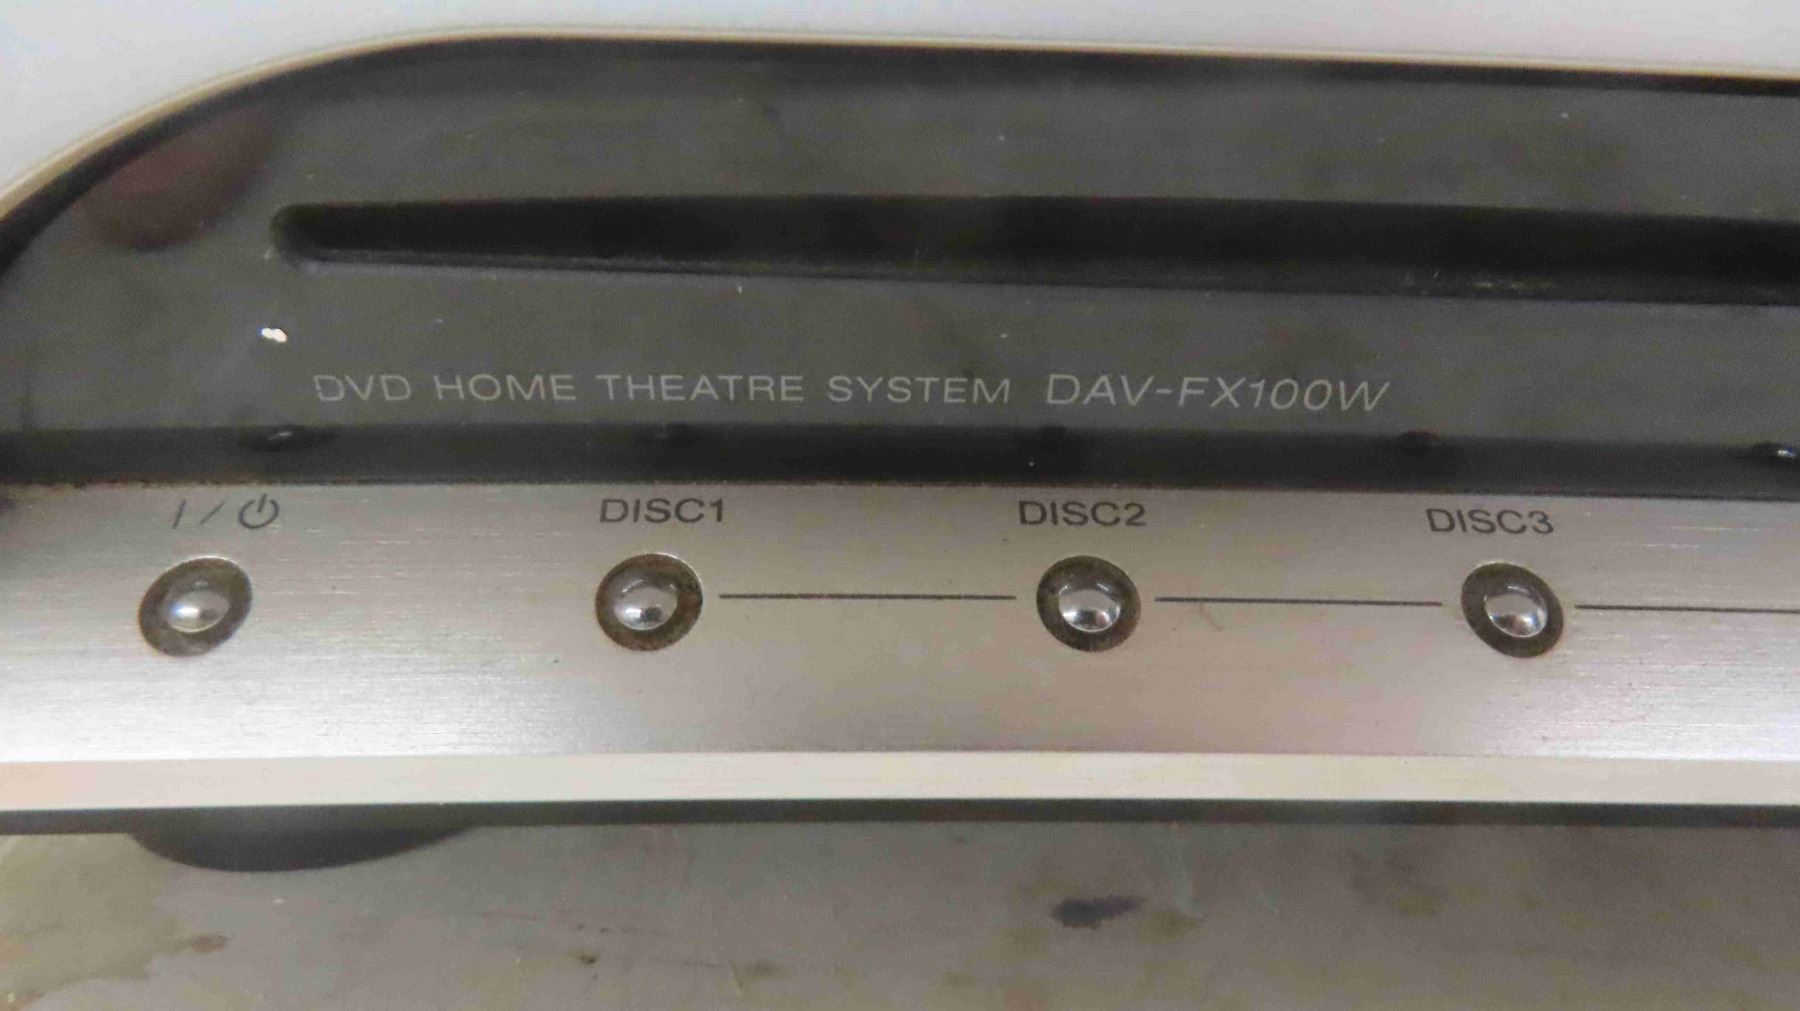 DVD HOME THEATRE SYSTEM DAV-FX100W
I / ⏻
DISC1
DISC2
DISC3